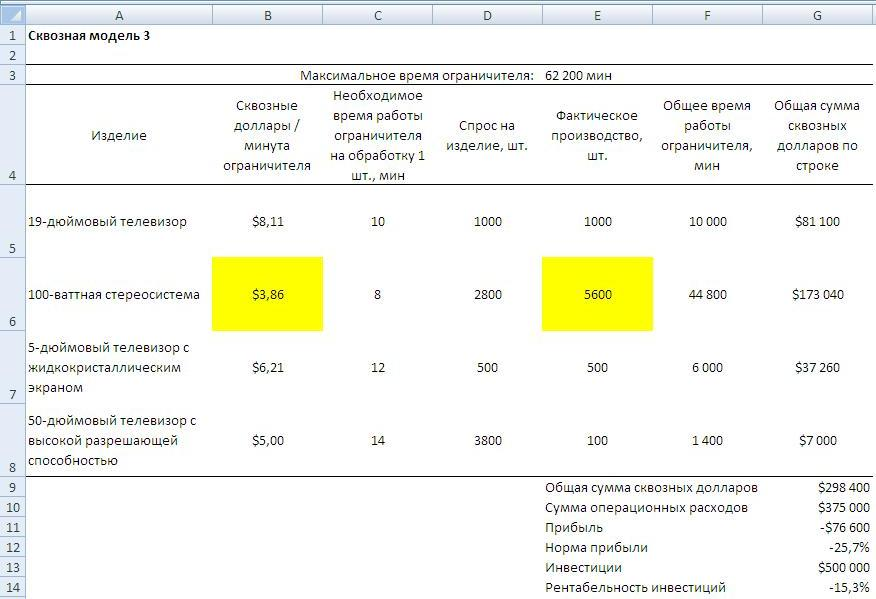 A B C D E F G
1 Сквозная модель 3
2
3 Максимальное время ограничителя: 62 200 мин
4
Изделие
Сквозные
доллары /
минута
ограничителя
Необходимое
время работы
ограничителя
на обработку 1
шт., мин
Спрос на
изделие, шт.
Фактическое
производство,
шт.
Общее время
работы
ограничителя,
мин
Общая сумма
сквозных
долларов по
строке
5 19-дюймовый телевизор $8,11 10 1000 1000 10 000 $81 100
6 100-ваттная стереосистема $3,86 8 2800 5600 44 800 $173 040
5-дюймовый телевизор с
жидкокристаллическим $6,21 12 500 500 6 000 $37 260
7 экраном
50-дюймовый телевизор с
высокой разрешающей $5,00 14 3800 100 1 400 $7 000
8 способностью
9 Общая сумма сквозных долларов $298 400
10 Сумма операционных расходов $375 000
11 Прибыль -$76 600
12 Норма прибыли -25,7%
13 Инвестиции $500 000
14 Рентабельность инвестиций -15,3%